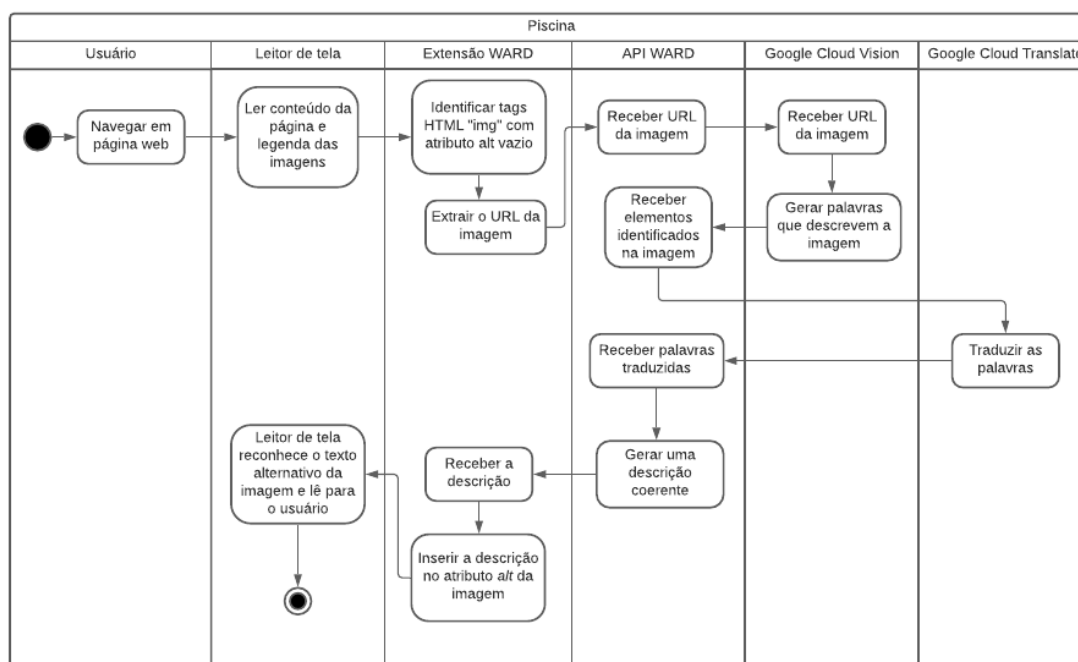 Piscina
Usuário
Leitor de tela
Extensão WARD
API WARD
Google Cloud Vision
Google Cloud Translate
Navegar em
página web
Ler conteúdo da
página e
legenda das
imagens
Identificar tags
HTML "img" com
atributo alt vazio
Extrair o URL da
imagem
Receber URL
da imagem
Receber URL
da imagem
Gerar palavras
que descrevem a
imagem
Receber
elementos
identificados
na imagem
Traduzir as
palavras
Receber palavras
traduzidas
Gerar uma
descrição
coerente
Receber a
descrição
Inserir a descrição
no atributo alt da
imagem
Leitor de tela
reconhece o texto
alternativo da
imagem e lê para
o usuário